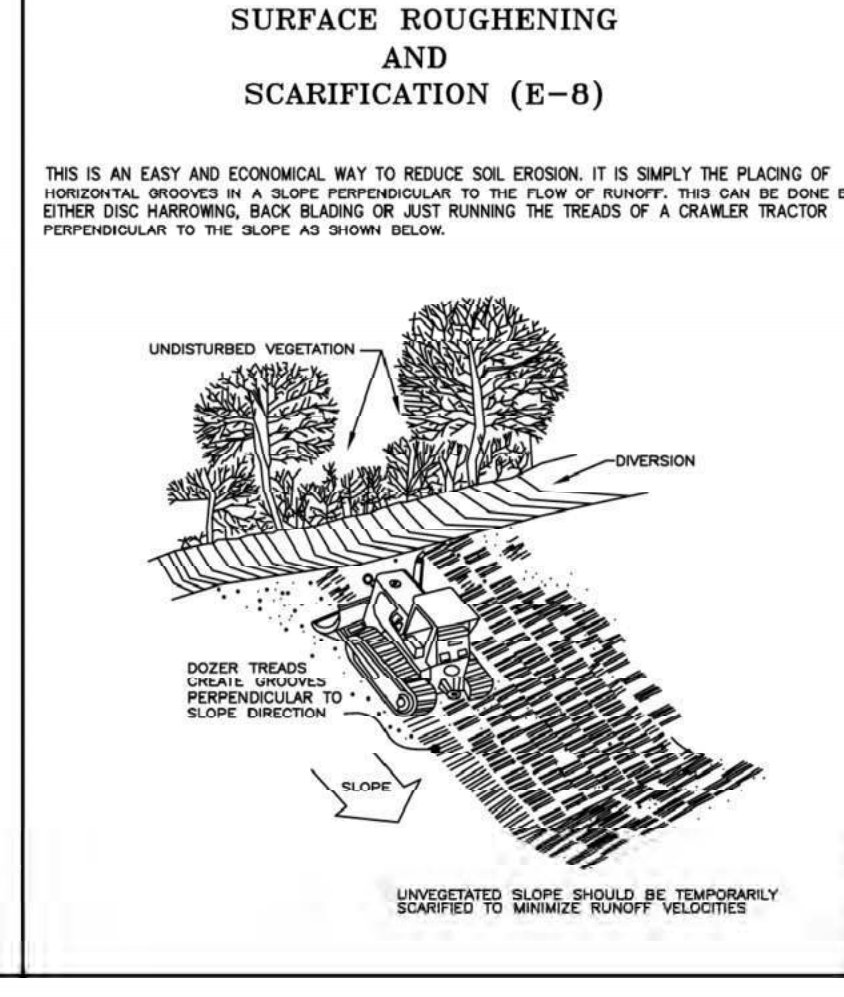 SURFACE ROUGHENING
AND
SCARIFICATION (E-8)
THIS IS AN EASY AND ECONOMICAL WAY TO REDUCE SOIL EROSION. IT IS SIMPLY THE PLACING OF
HORIZONTAL GROOVES IN A SLOPE PERPENDICULAR TO THE FLOW OF RUNOFF. THIS CAN BE DONE
EITHER DISC HARROWING, BACK BLADING OR JUST RUNNING THE TREADS OF A CRAWLER TRACTOR
PERPENDICULAR TO THE SLOPE AS SHOWN BELOW.
UNDISTURBED VEGETATION
DIVERSION
DOZER TREADS
CREATE GROOVES
PERPENDICULAR TO
SLOPE DIRECTION
SLOPE
UNVEGETATED SLOPE SHOULD BE TEMPORARILY
SCARIFIED TO MINIMIZE RUNOFF VELOCITIES